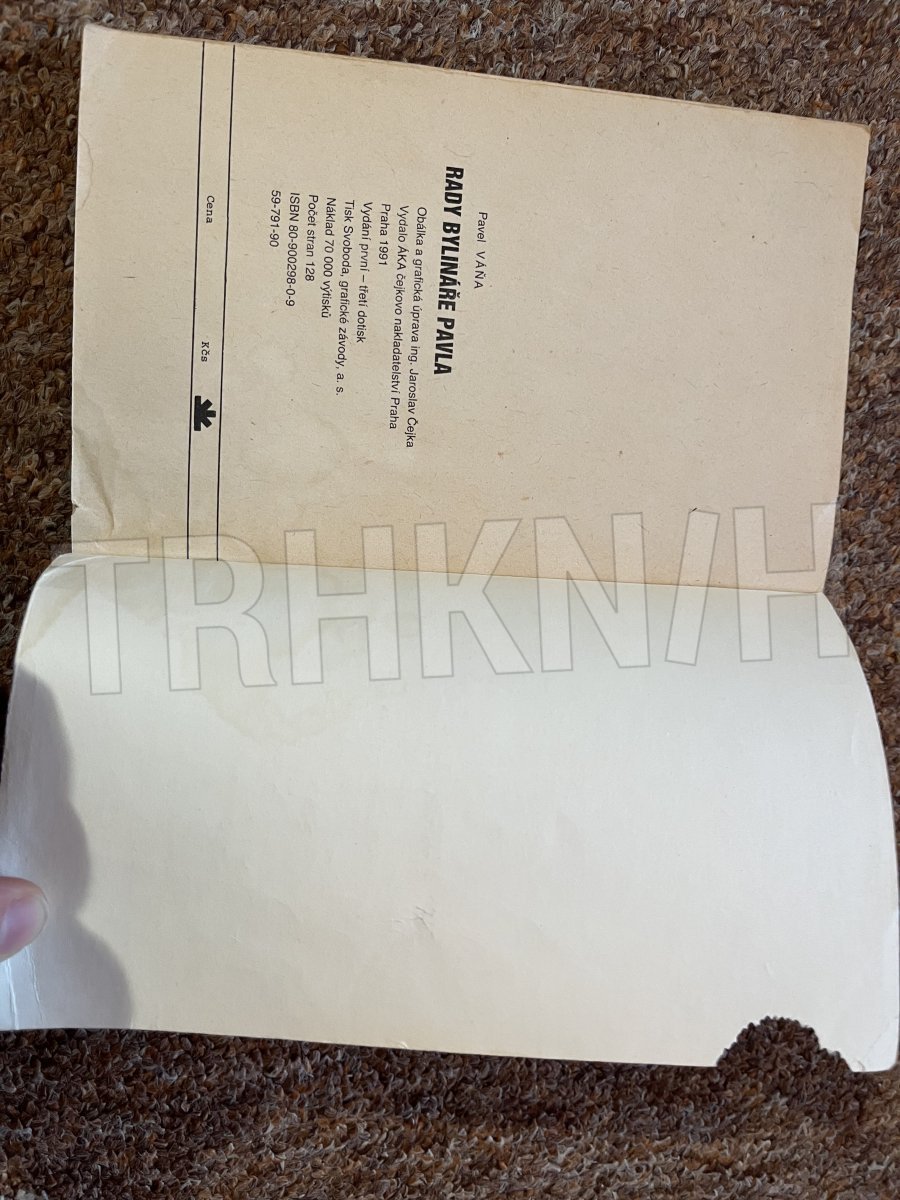 Pavel VÁŇA
RADY BYLINÁŘE PAVLA
Obálka a grafická úprava ing. Jaroslav Čejka
Vydalo AKA čejkovo nakladatelství Praha
Praha 1991
Vydání první – třetí dotisk
Tisk Svoboda, grafické závody, a. s.
Náklad 70 000 výtisků
Počet stran 128
ISBN 80-900298-0-9
59-791-90
Cena Kčs
TRHKN/H